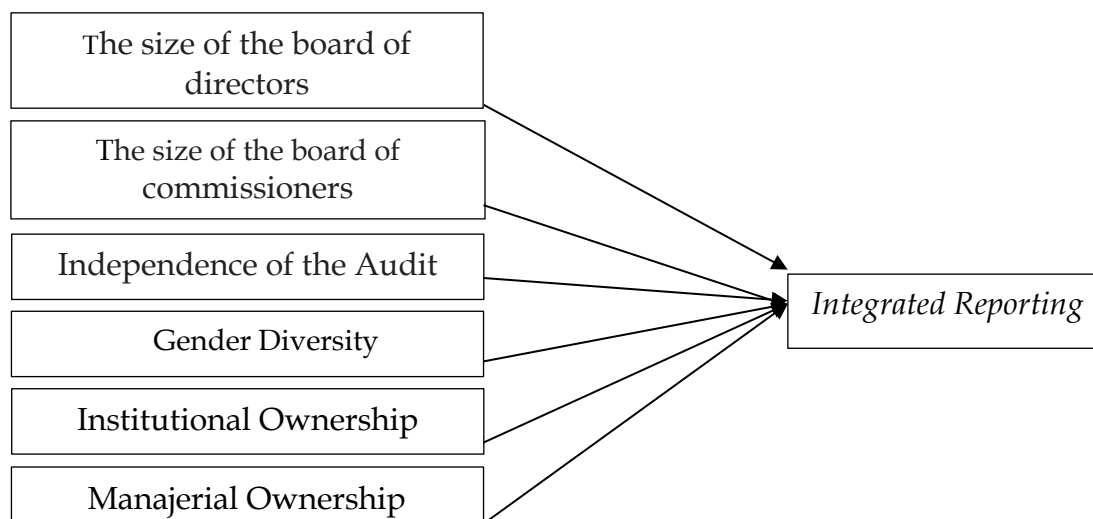 The size of the board of
directors
The size of the board of
commissioners
Independence of the Audit
Gender Diversity
Institutional Ownership
Manajerial Ownership
Integrated Reporting